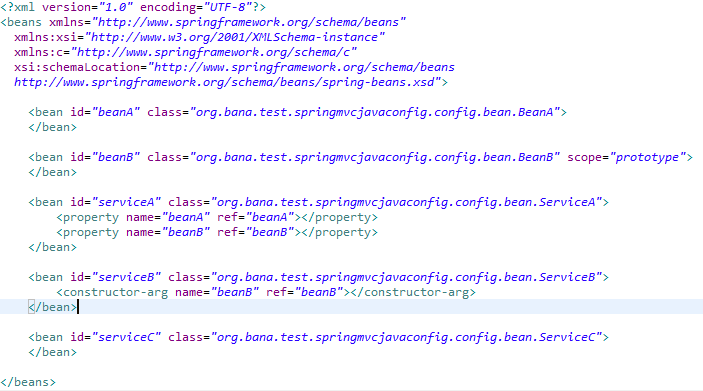 <?xml version="1.0" encoding="UTF-8"?>
<beans xmlns="http://www.springframework.org/schema/beans"
xmlns:xsi="http://www.w3.org/2001/XMLSchema-instance"
xmlns:c="http://www.springframework.org/schema/c"
xsi:schemaLocation="http://www.springframework.org/schema/beans
http://www.springframework.org/schema/beans/spring-beans.xsd">
<bean id="beanA" class="org.bana.test.springmvcjavaconfig.config.bean.BeanA">
</bean>
<bean id="beanB" class="org.bana.test.springmvcjavaconfig.config.bean.BeanB" scope="prototype">
</bean>
<bean id="serviceA" class="org.bana.test.springmvcjavaconfig.config.bean.ServiceA">
<property name="beanA" ref="beanA"></property>
<property name="beanB" ref="beanB"></property>
</bean>
<bean id="serviceB" class="org.bana.test.springmvcjavaconfig.config.bean.ServiceB">
<constructor-arg name="beanB" ref="beanB"></constructor-arg>
</bean>
<bean id="serviceC" class="org.bana.test.springmvcjavaconfig.config.bean.ServiceC">
</bean>
</beans>